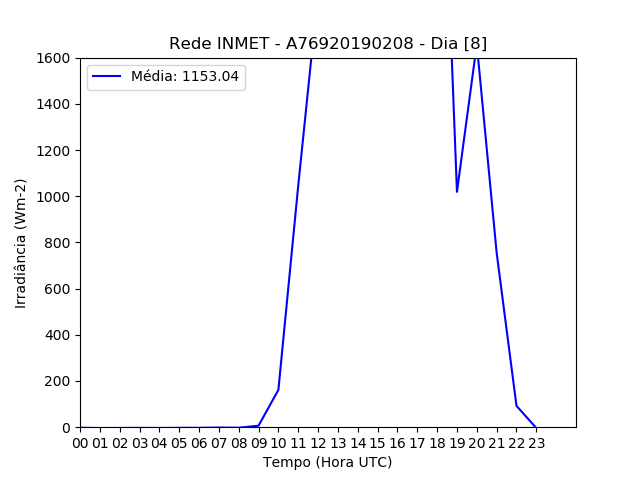 Rede INMET - A76920190208 - Dia [8]
Média: 1153.04
1600
1400
1200
1000
800
600
400
200
0
Irradiância (Wm-2)
00 01 02 03 04 05 06 07 08 09 10 11 12 13 14 15 16 17 18 19 20 21 22 23
Tempo (Hora UTC)